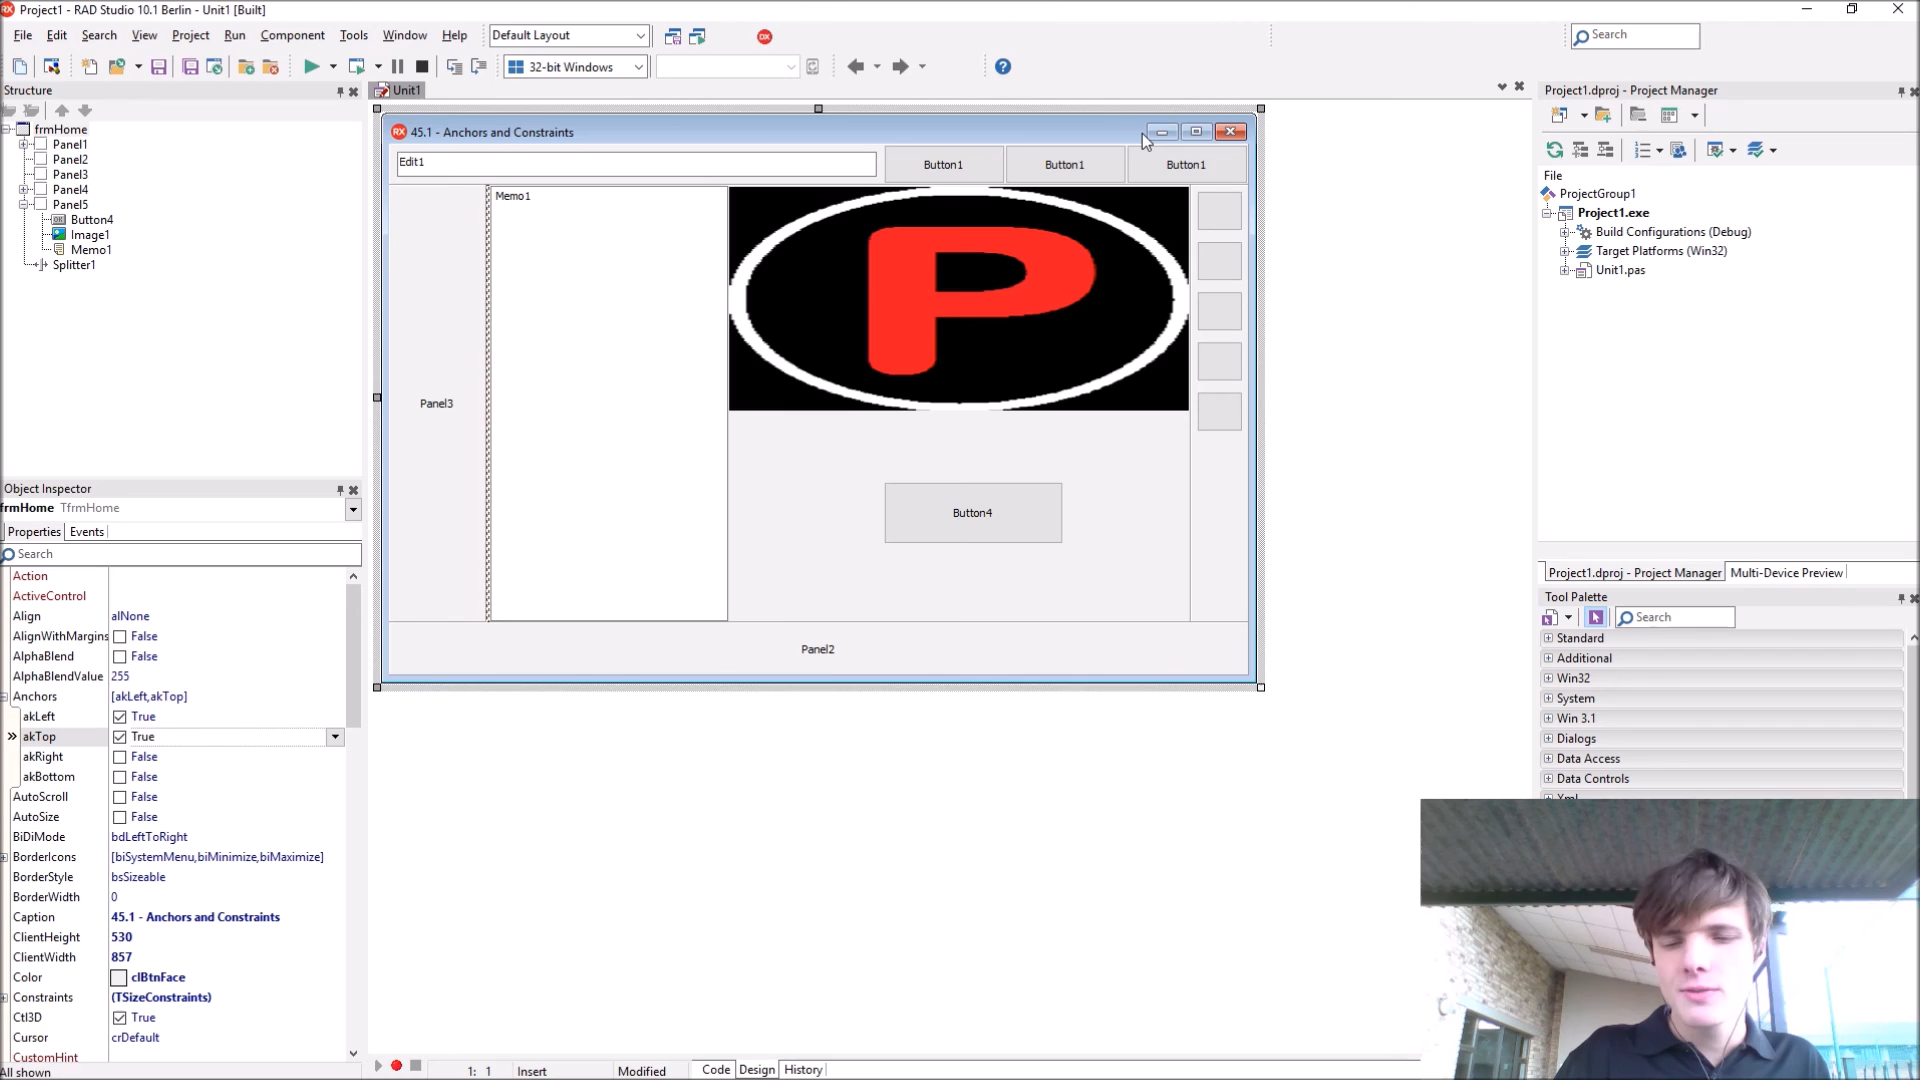 Project1 - RAD Studio 10.1 Berlin - Unit1 [Built]
File Edit Search View Project Run Component Tools Window Help
Default Layout
Search
32-bit Windows
Structure
frmHome
Panel1
Panel2
Panel3
Panel4
Panel5
Button4
Image1
Memo1
Splitter1
Object Inspector
frmHome TfrmHome
Properties Events
Search
Action
ActiveControl
Align alNone
AlignWithMargins False
AlphaBlend False
AlphaBlendValue 255
Anchors [akLeft,akTop]
akLeft True
akTop True
akRight False
akBottom False
AutoScroll False
AutoSize False
BiDiMode bdLeftToRight
BorderIcons [biSystemMenu,biMinimize,biMaximize]
BorderStyle bsSizeable
BorderWidth 0
Caption 45.1 - Anchors and Constraints
ClientHeight 530
ClientWidth 857
Color clBtnFace
Constraints (TSizeConstraints)
Ctl3D True
Cursor crDefault
CustomHint
All shown
Unit1
45.1 - Anchors and Constraints
Edit1
Button1 Button1 Button1
Memo1
P
Panel3
Button4
Panel2
1: 1 Insert Modified Code Design History
Project1.dproj - Project Manager
File
ProjectGroup1
Project1.exe
Build Configurations (Debug)
Target Platforms (Win32)
Unit1.pas
Project1.dproj - Project Manager Multi-Device Preview
Tool Palette
Search
Standard
Additional
Win32
System
Win 3.1
Dialogs
Data Access
Data Controls